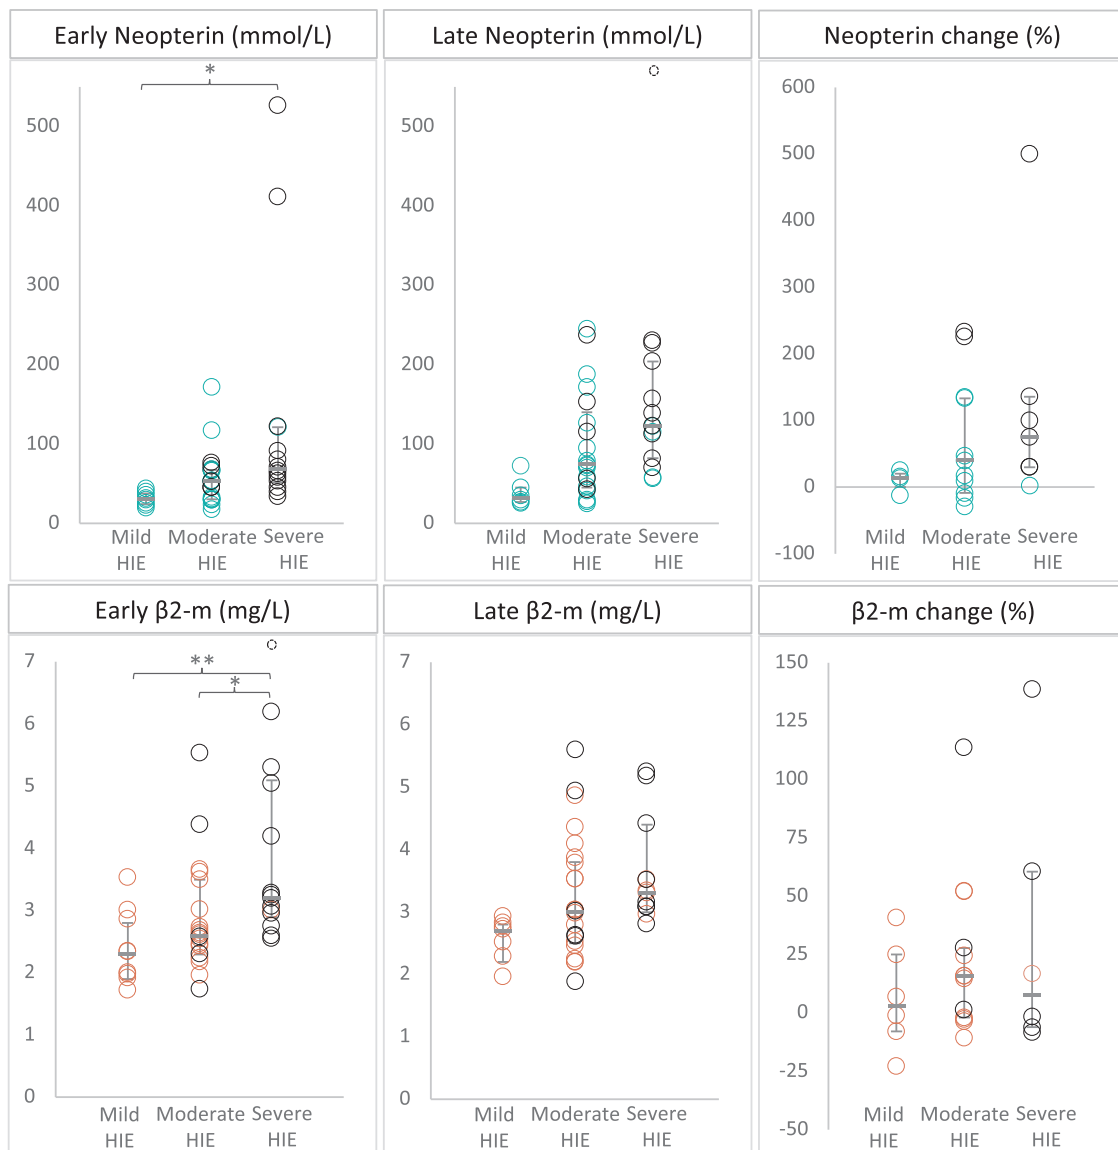 Early Neopterin (mmol/L)
Late Neopterin (mmol/L)
Neopterin change (%)
*
500
400
300
200
100
0
Mild HIE
Moderate HIE
Severe HIE
500
400
300
200
100
0
Mild HIE
Moderate HIE
Severe HIE
600
500
400
300
200
100
0
-100
Mild HIE
Moderate HIE
Severe HIE
Early β2-m (mg/L)
Late β2-m (mg/L)
β2-m change (%)
**
*
7
6
5
4
3
2
1
0
Mild HIE
Moderate HIE
Severe HIE
7
6
5
4
3
2
1
0
Mild HIE
Moderate HIE
Severe HIE
150
125
100
75
50
25
0
-25
-50
Mild HIE
Moderate HIE
Severe HIE